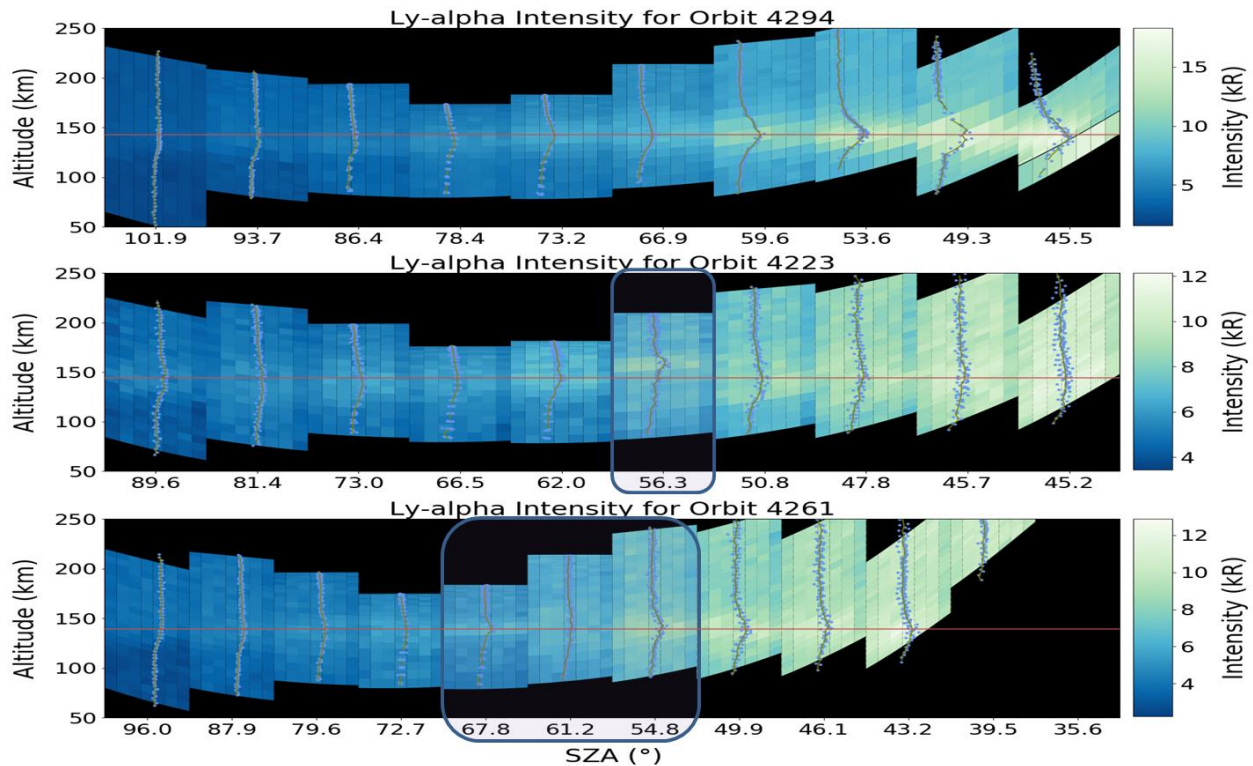 Ly-alpha Intensity for Orbit 4294
250
200
150
100
50
Altitude (km)
101.9 93.7 86.4 78.4 73.2 66.9 59.6 53.6 49.3 45.5
15
10
5
Intensity (kR)
Ly-alpha Intensity for Orbit 4223
250
200
150
100
50
Altitude (km)
89.6 81.4 73.0 66.5 62.0 56.3 50.8 47.8 45.7 45.2
12
10
8
6
4
Intensity (kR)
Ly-alpha Intensity for Orbit 4261
250
200
150
100
50
Altitude (km)
96.0 87.9 79.6 72.7 67.8 61.2 54.8 49.9 46.1 43.2 39.5 35.6
SZA (°)
12
10
8
6
4
Intensity (kR)